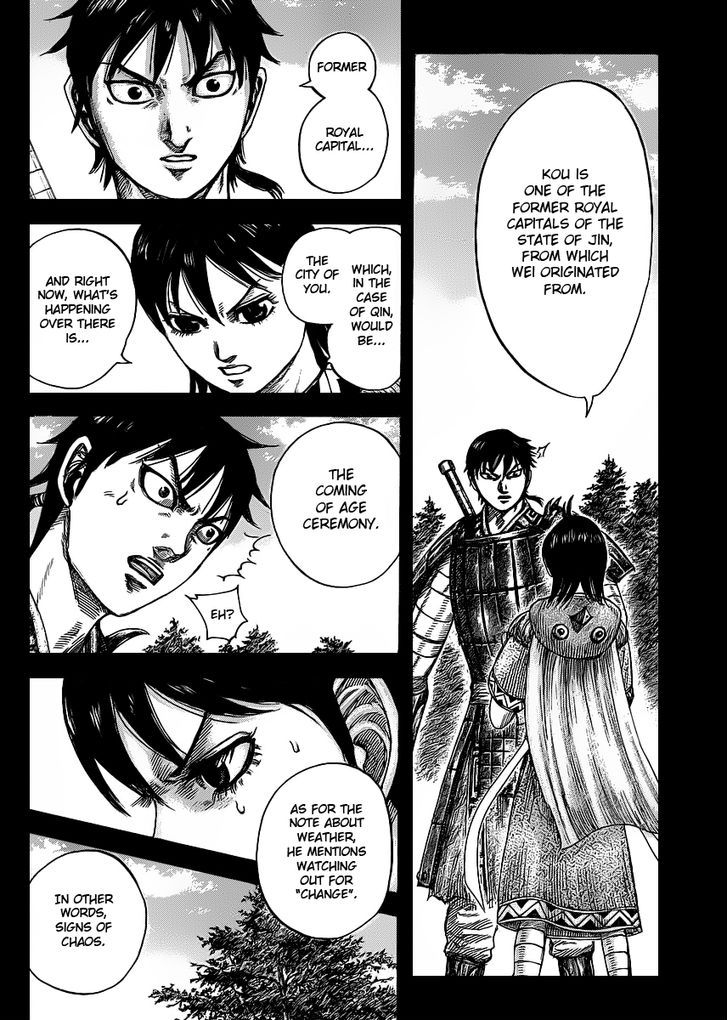 KOU IS
ONE OF THE
FORMER ROYAL
CAPITALS OF THE
STATE OF JIN,
FROM WHICH
WEI ORIGINATED
FROM.
FORMER
ROYAL
CAPITAL...
WHICH,
IN THE
CASE
OF QIN,
WOULD
BE...
THE
CITY OF
YOU.
AND RIGHT
NOW, WHAT'S
HAPPENING
OVER THERE
IS...
THE
COMING
OF AGE
CEREMONY.
EH?
AS FOR THE
NOTE ABOUT
WEATHER,
HE MENTIONS
WATCHING
OUT FOR
"CHANGE".
IN OTHER
WORDS,
SIGNS OF
CHAOS.